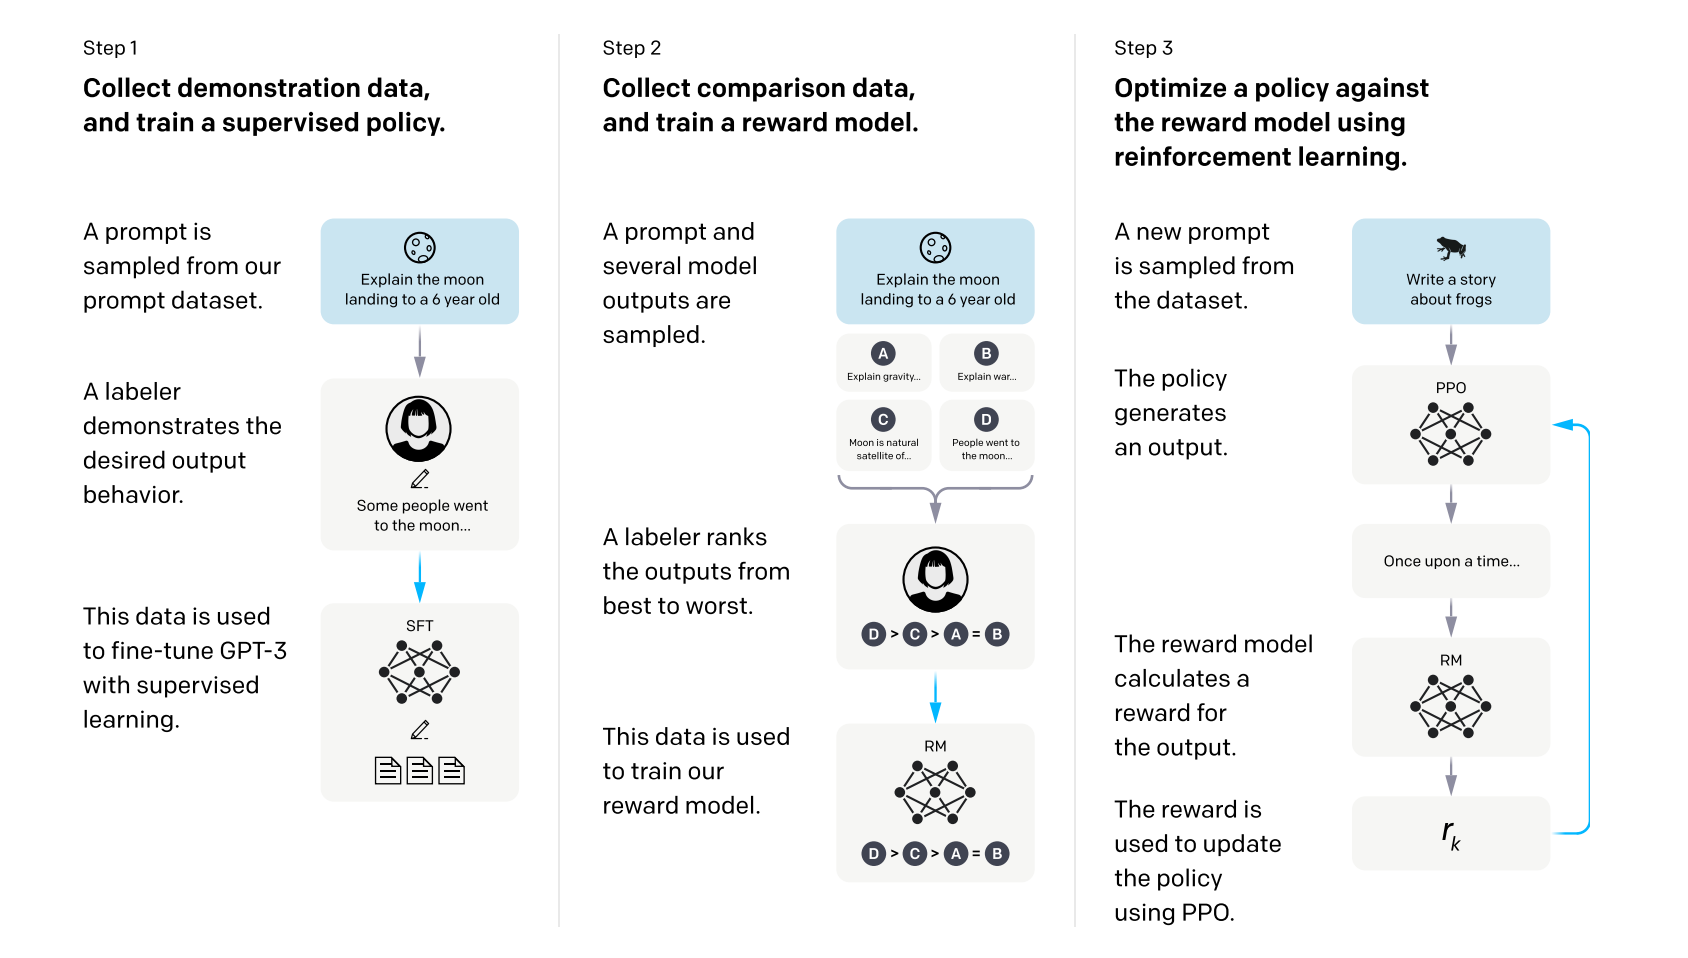 Step 1
Collect demonstration data,
and train a supervised policy.
A prompt is
sampled from our
prompt dataset.
Explain the moon
landing to a 6 year old
A labeler
demonstrates the
desired output
behavior.
Some people went
to the moon...
This data is used
to fine-tune GPT-3
with supervised
learning.
SFT
Step 2
Collect comparison data,
and train a reward model.
A prompt and
several model
outputs are
sampled.
Explain the moon
landing to a 6 year old
A
Explain gravity...
B
Explain war...
C
Moon is natural
satellite of...
D
People went to
the moon...
A labeler ranks
the outputs from
best to worst.
D > C > A = B
This data is used
to train our
reward model.
RM
D > C > A = B
Step 3
Optimize a policy against
the reward model using
reinforcement learning.
A new prompt
is sampled from
the dataset.
Write a story
about frogs
The policy
generates
an output.
PPO
Once upon a time...
The reward model
calculates a
reward for
the output.
RM
The reward is
used to update
the policy
using PPO.
r_k